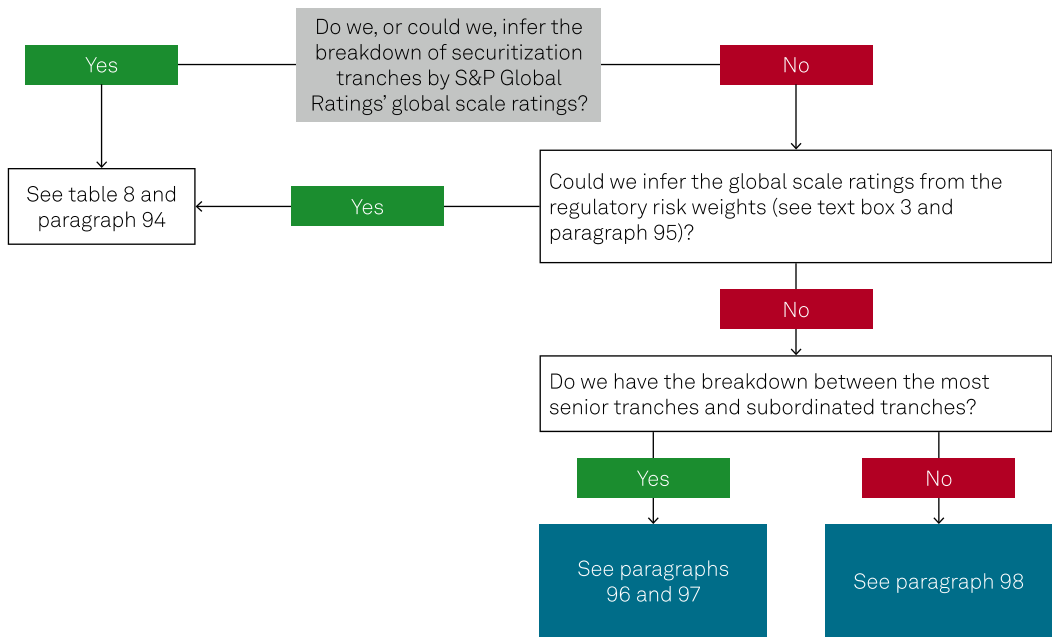 Do we, or could we, infer the
breakdown of securitization
tranches by S&P Global
Ratings’ global scale ratings?
Yes
No
See table 8 and
paragraph 94
Yes
Could we infer the global scale ratings from the
regulatory risk weights (see text box 3 and
paragraph 95)?
No
Do we have the breakdown between the most
senior tranches and subordinated tranches?
Yes
No
See paragraphs
96 and 97
See paragraph 98